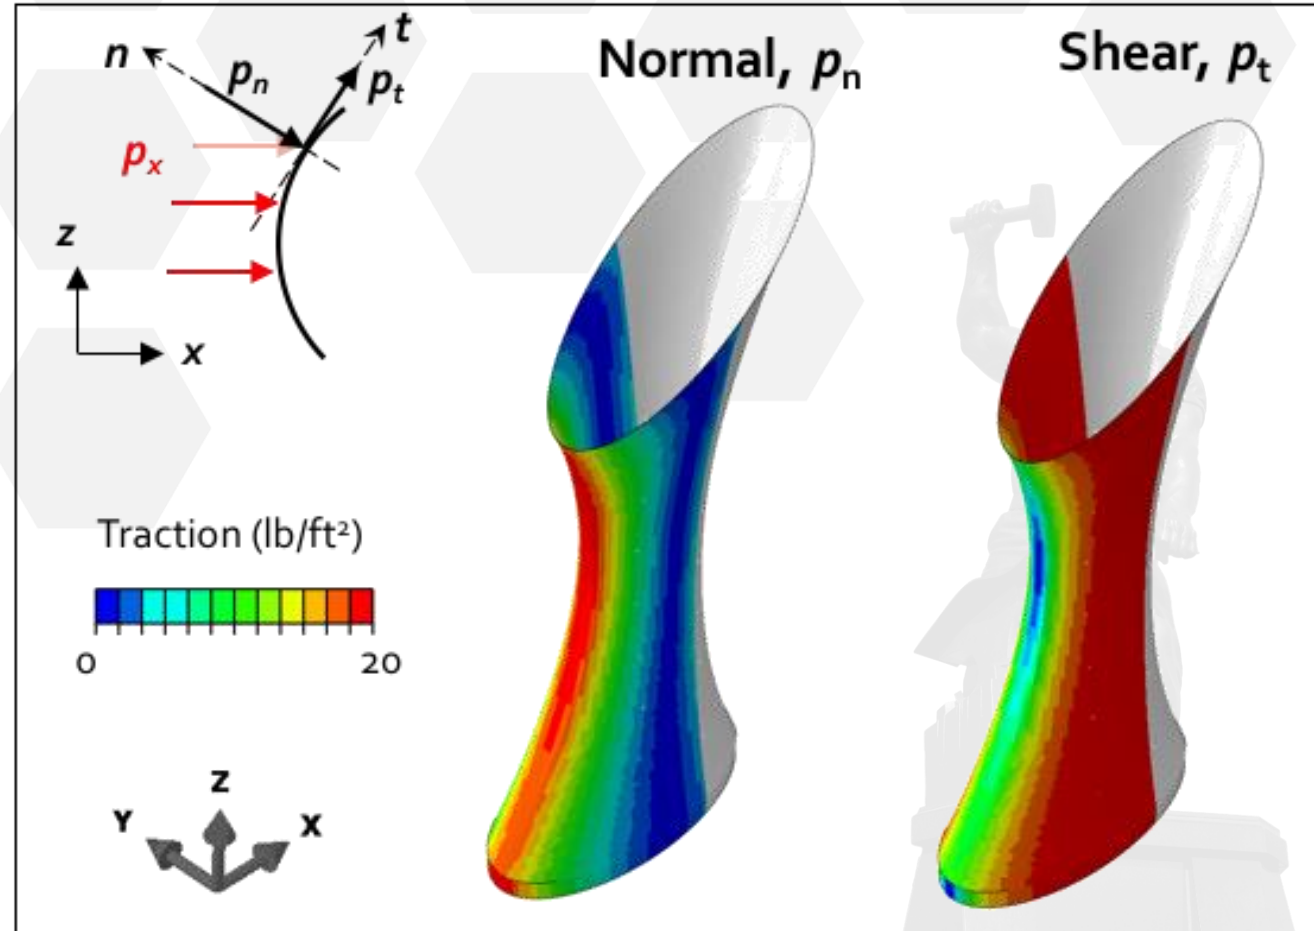 n
t
pₙ
pₜ
pₓ
z
x
Normal, pₙ
Shear, pₜ
Traction (lb/ft²)
0
20
Z
Y
X